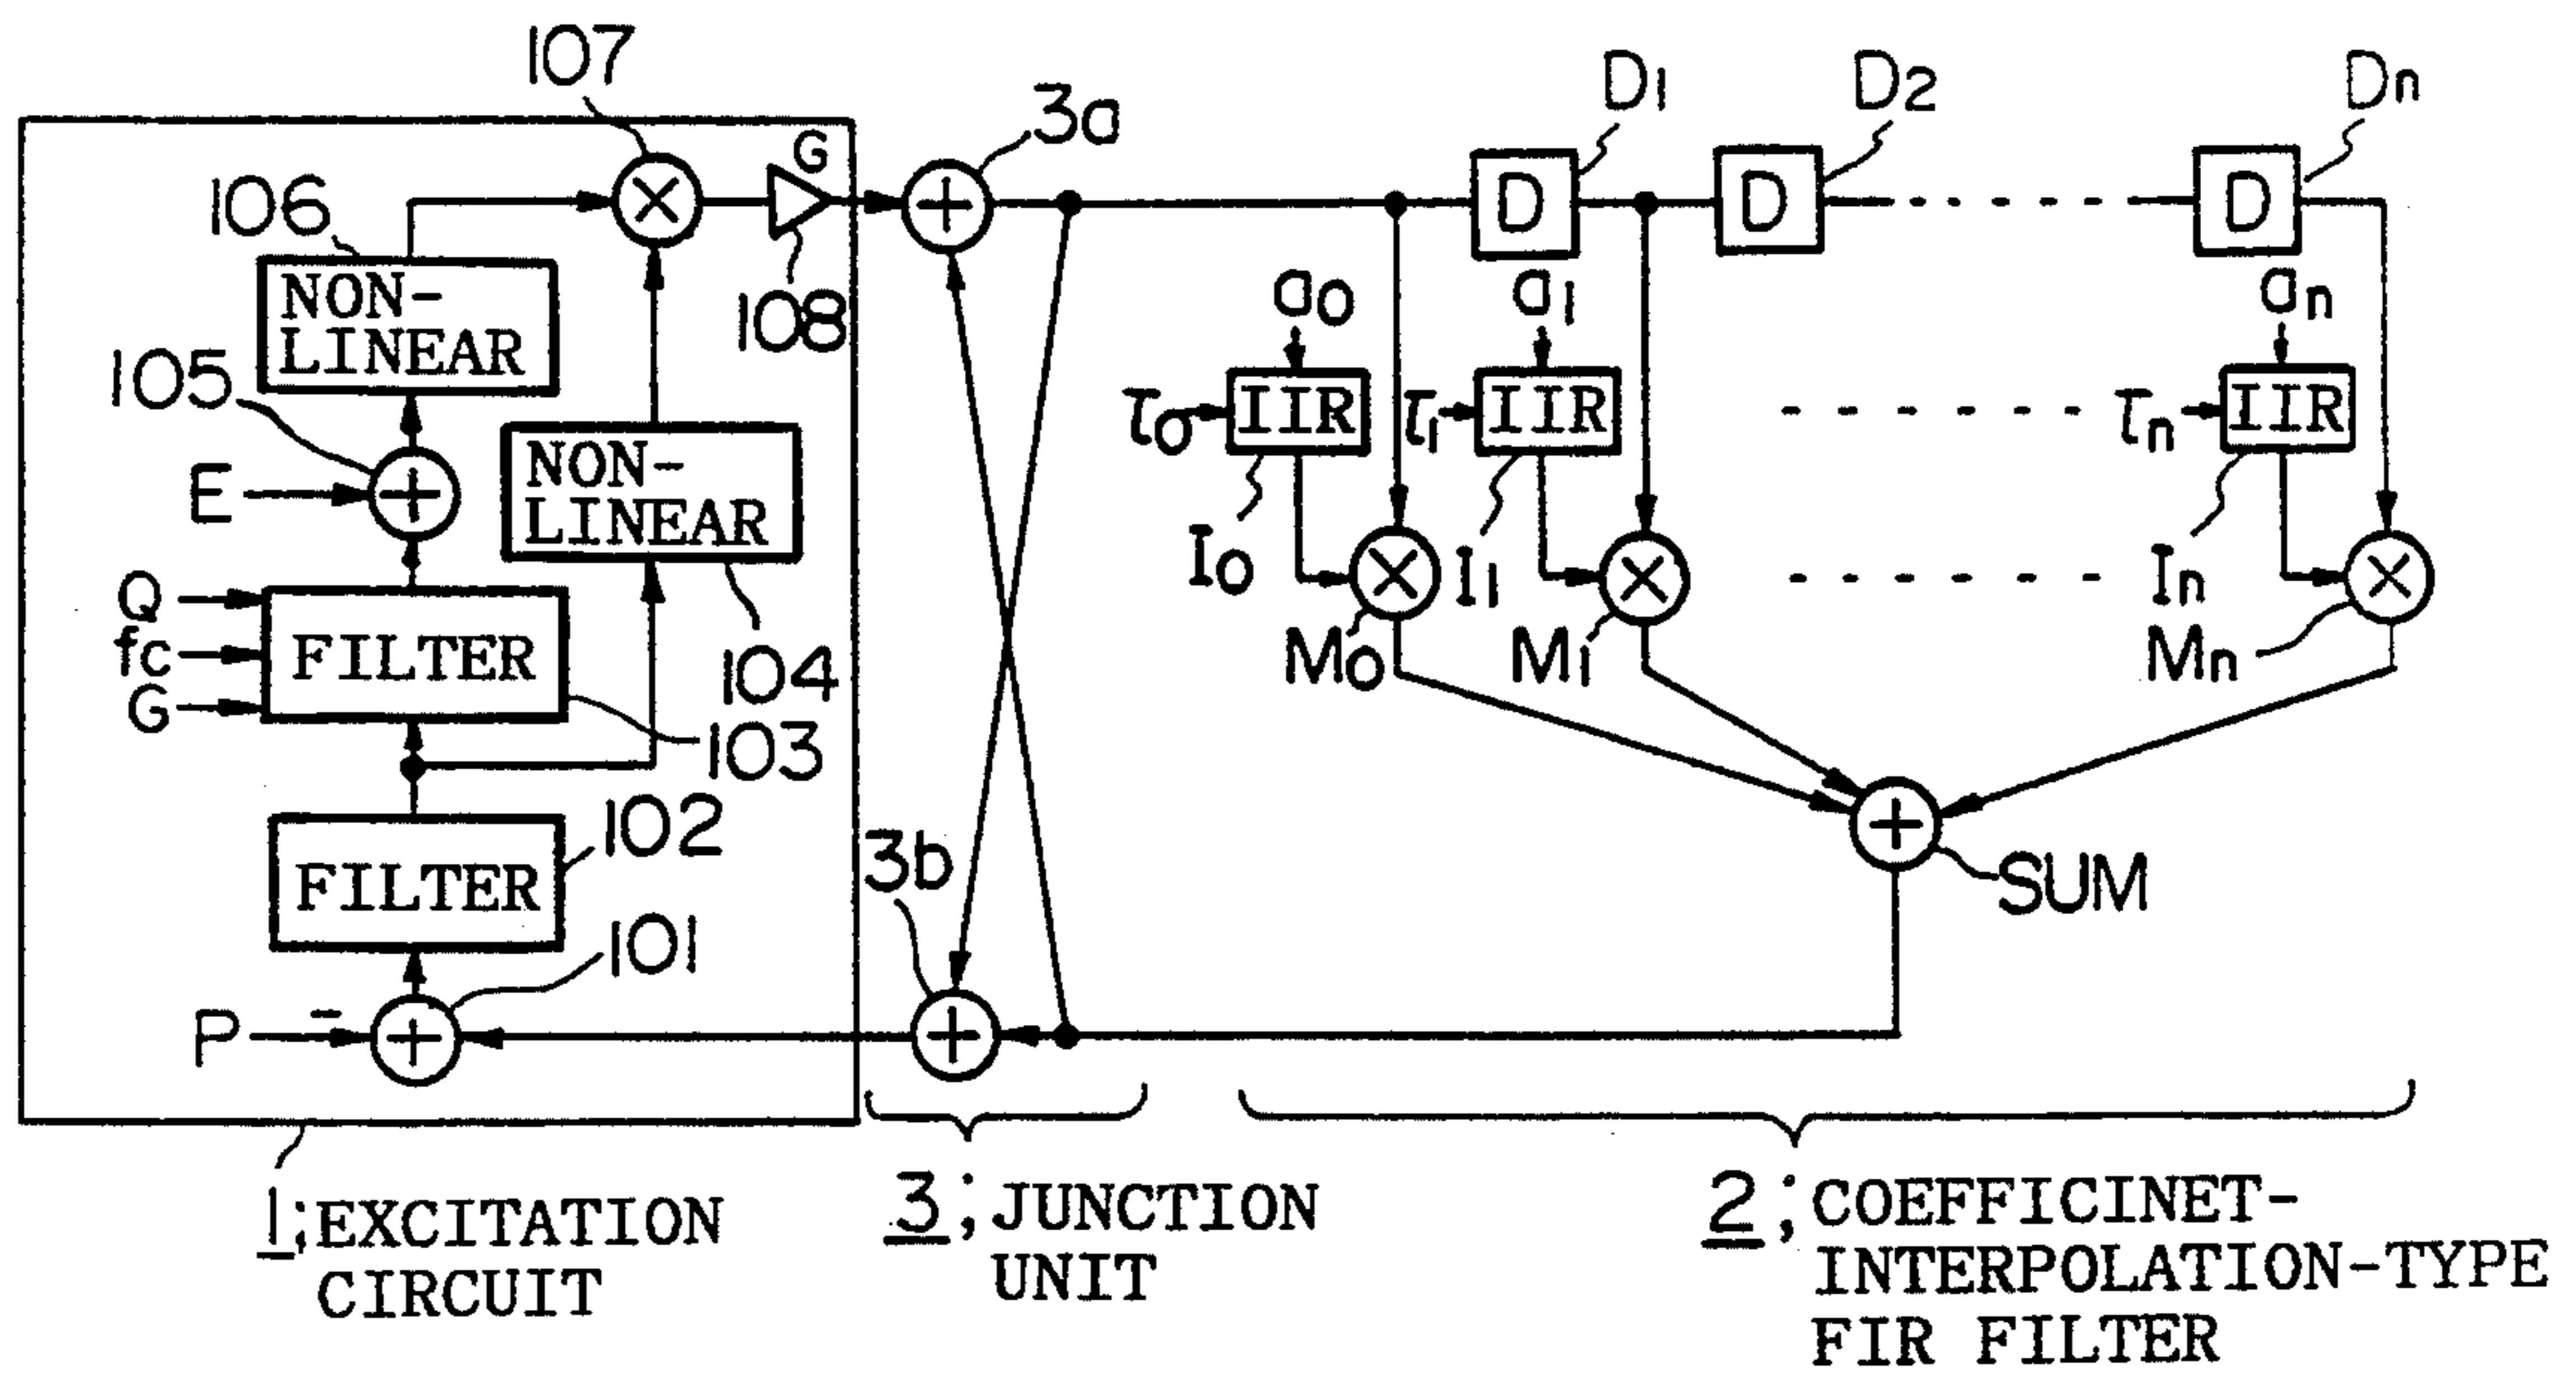 107
G
3a
D1
D2
Dn
106
D
D
D
NON-
LINEAR
108
a0
a1
an
105
τ0
IIR
τ1
IIR
τn
IIR
NON-
LINEAR
E
I0
I1
In
Q
fc
G
FILTER
104
M0
M1
Mn
103
102
FILTER
3b
SUM
101
P
-
1;EXCITATION
CIRCUIT
3;JUNCTION
UNIT
2;COEFFICINET-
INTERPOLATION-TYPE
FIR FILTER